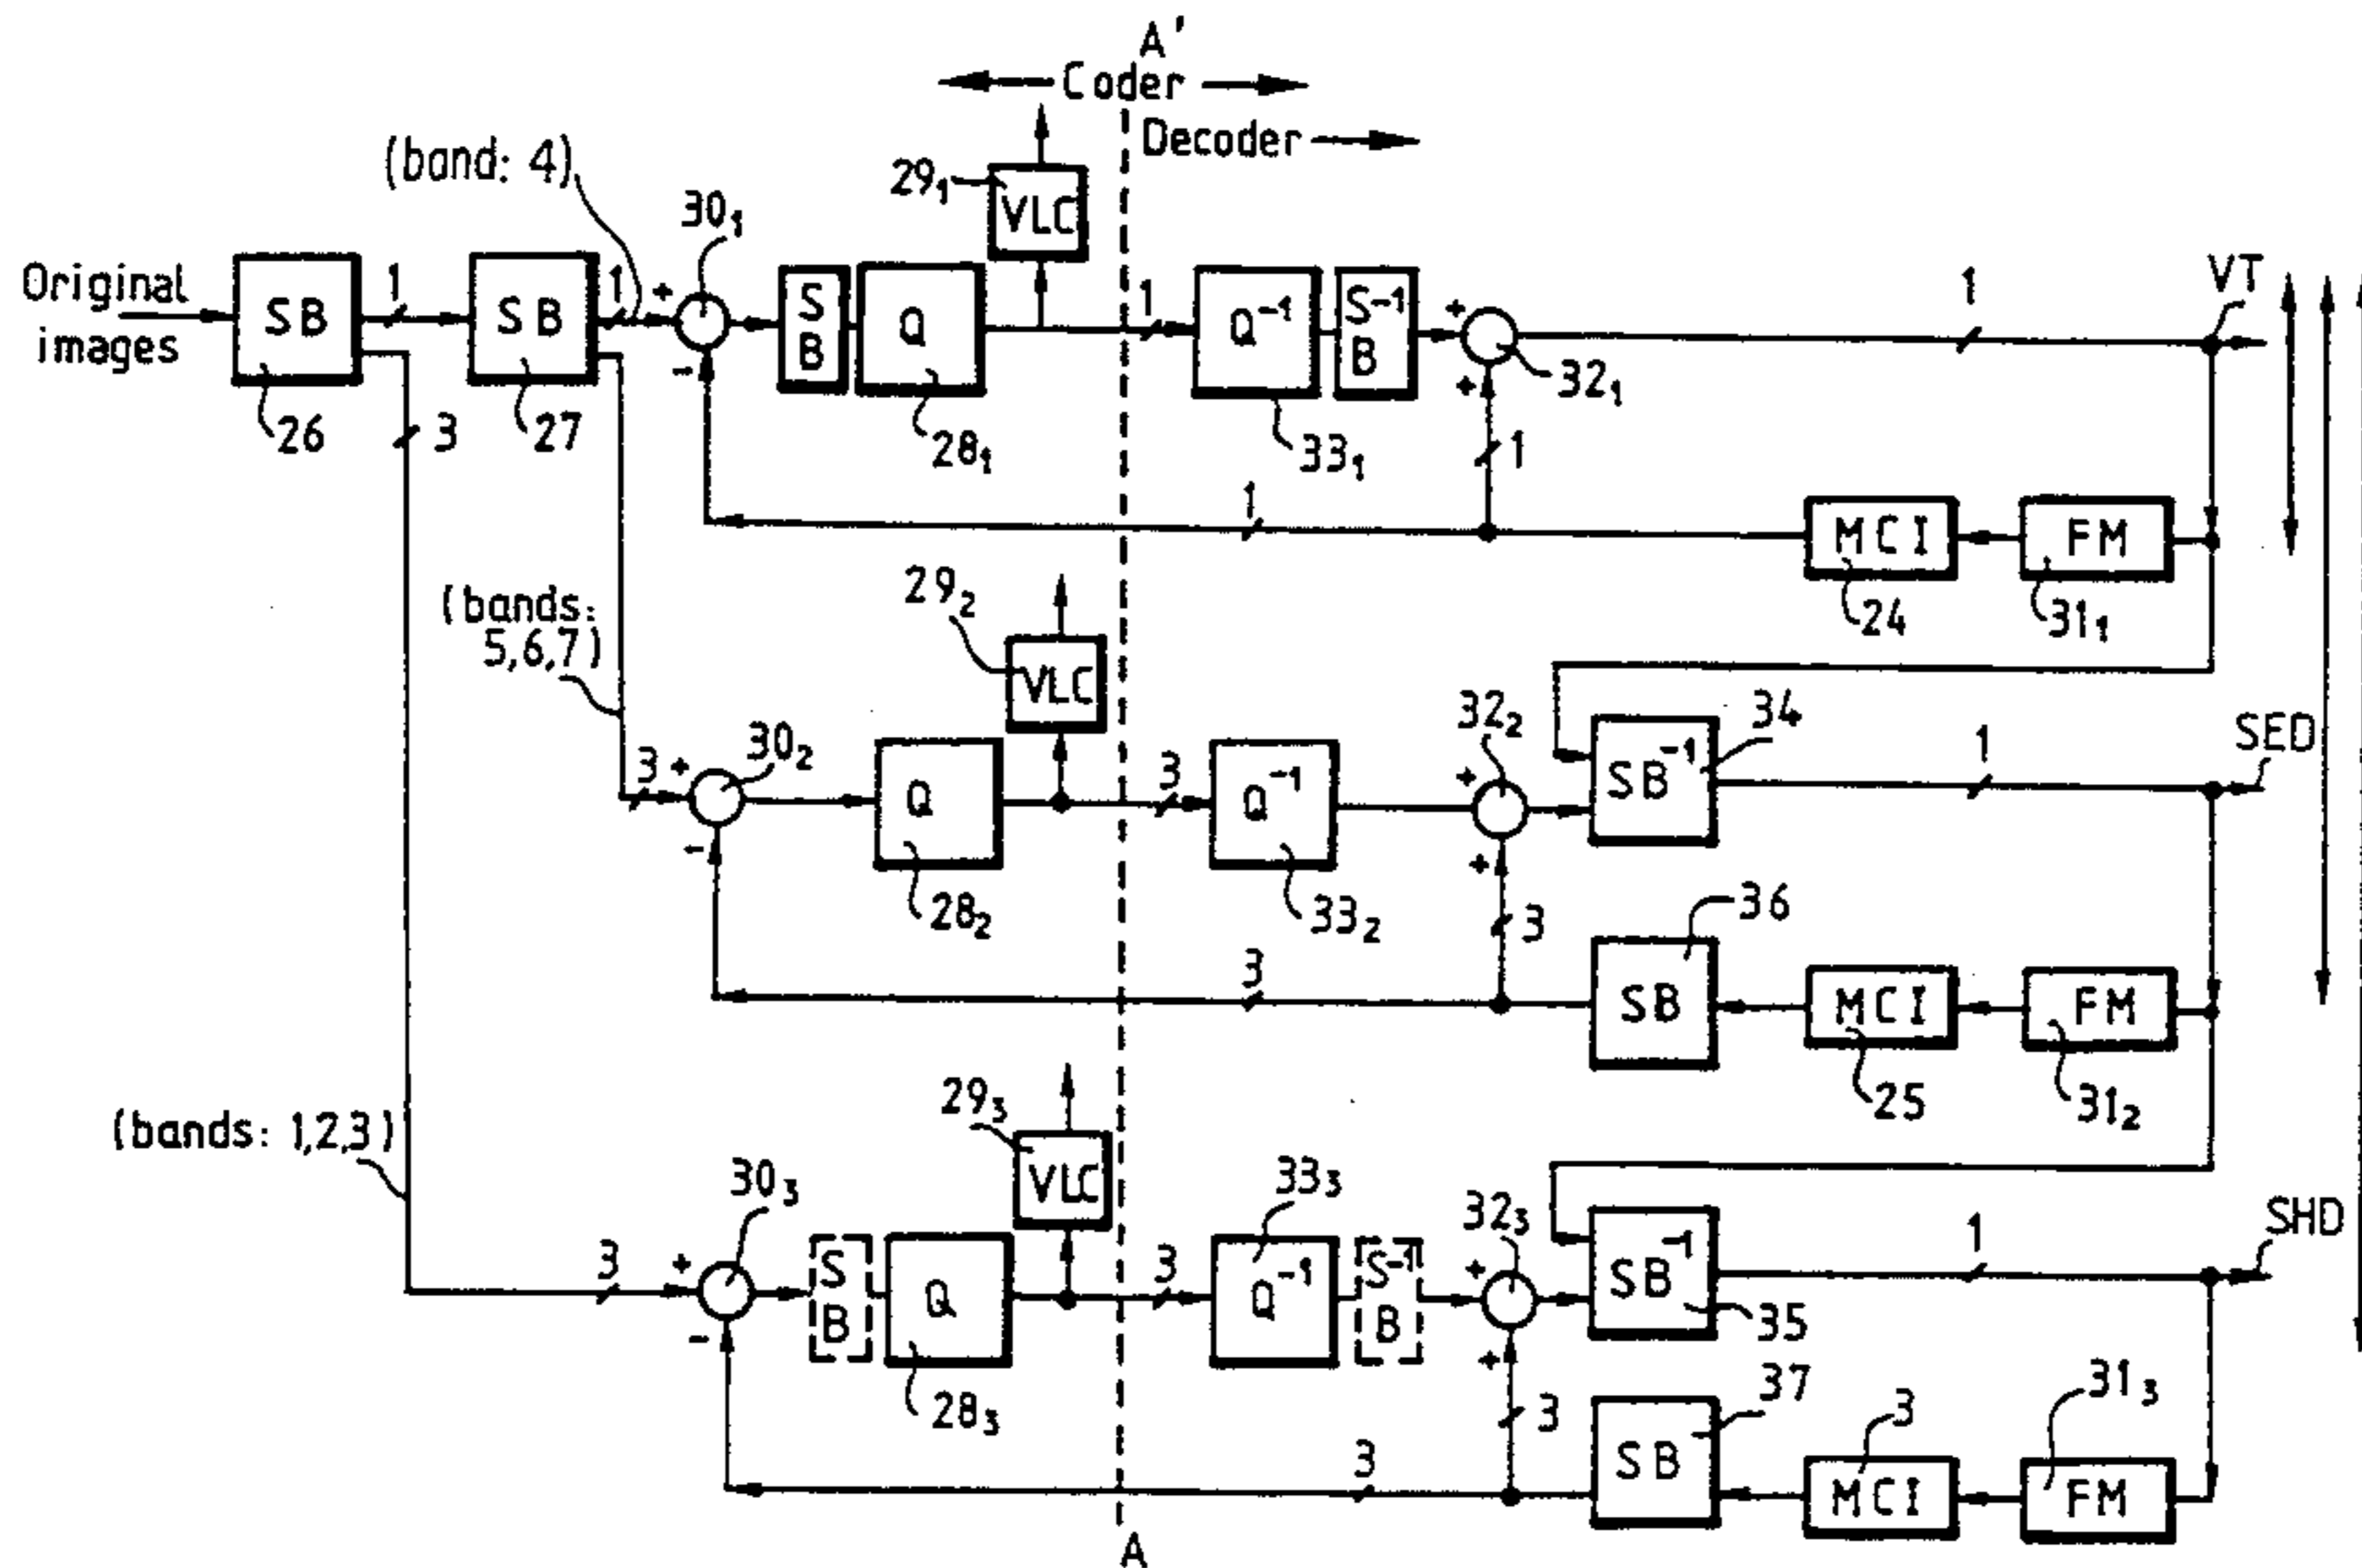 A'
Coder
Decoder
(band: 4)
29₁
VLC
30₁
Original
images
SB
1
SB
1
+
-
S
B
Q
1
Q⁻¹
S⁻¹
B
+
+
1
VT
26
3
27
28₁
33₁
1
32₁
1
MCI
FM
24
31₁
(bands:
5,6,7)
29₂
VLC
30₂
3
+
-
Q
3
Q⁻¹
32₂
+
+
SB⁻¹
34
1
SED
28₂
33₂
3
36
3
SB
MCI
FM
25
31₂
(bands: 1,2,3)
29₃
VLC
30₃
33₃
32₃
3
+
-
S
B
Q
3
Q⁻¹
S⁻¹
B
+
+
SB⁻¹
35
1
SHD
28₃
3
37
3
31₃
3
SB
MCI
FM
A